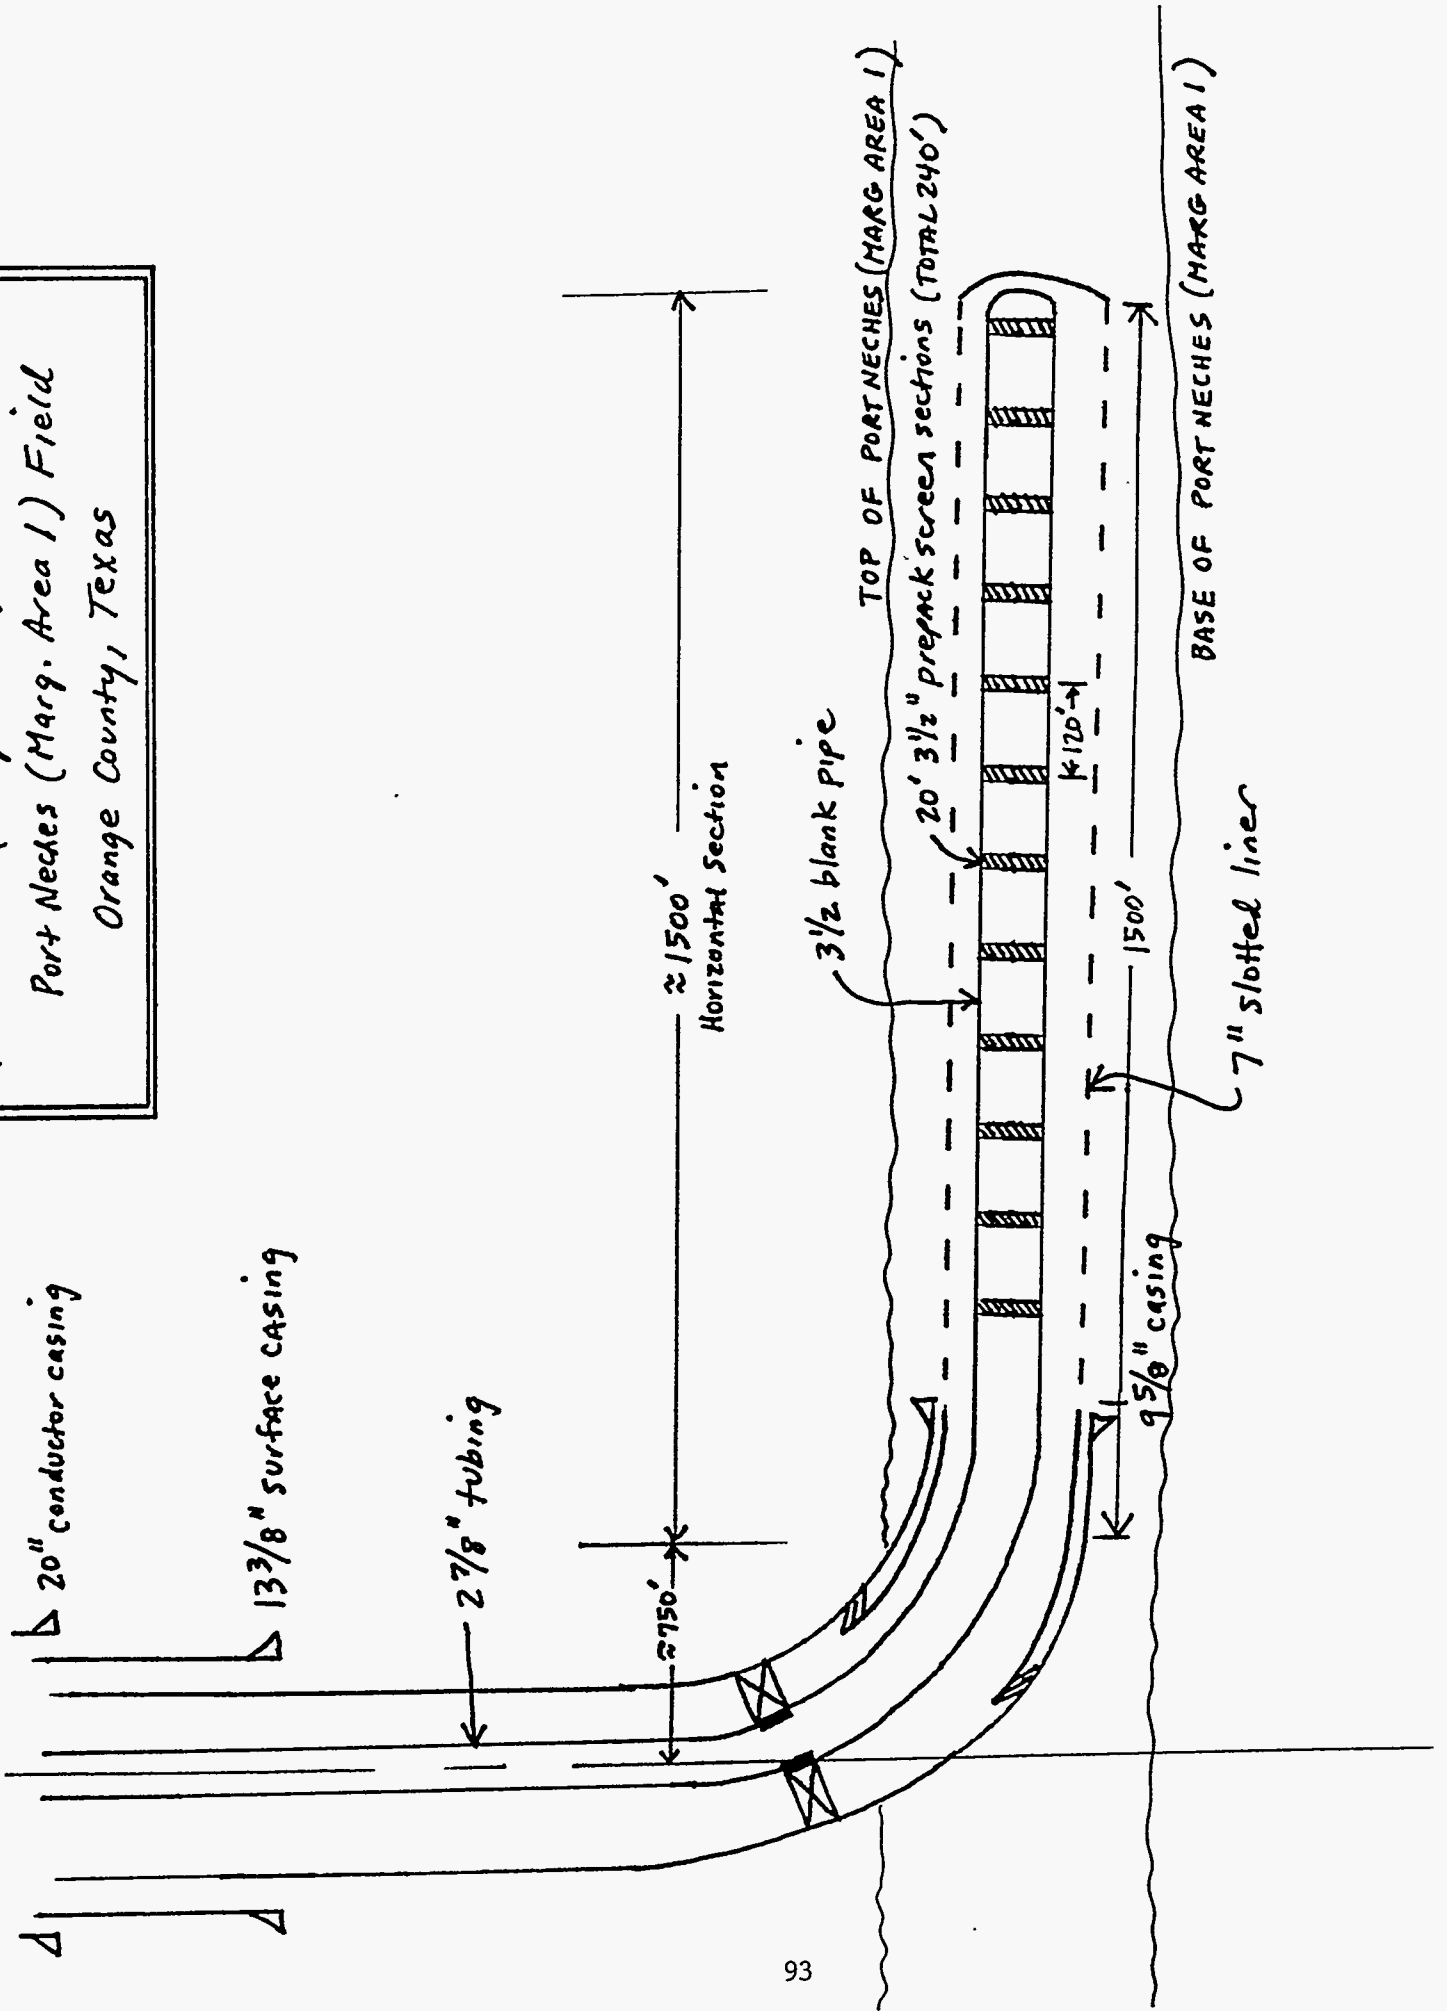 Port Neches (Marg. Area 1) Field
Orange County, Texas
20" conductor casing
13 3/8" surface casing
2 7/8" tubing
≈750'
≈1500'
Horizontal Section
3 1/2 blank pipe
TOP OF PORT NECHES (MARG AREA 1)
20' 3 1/2" prepack screen sections (TOTAL 240')
120'
1500'
9 5/8" casing
BASE OF PORT NECHES (MARG AREA 1)
7" slotted liner
93